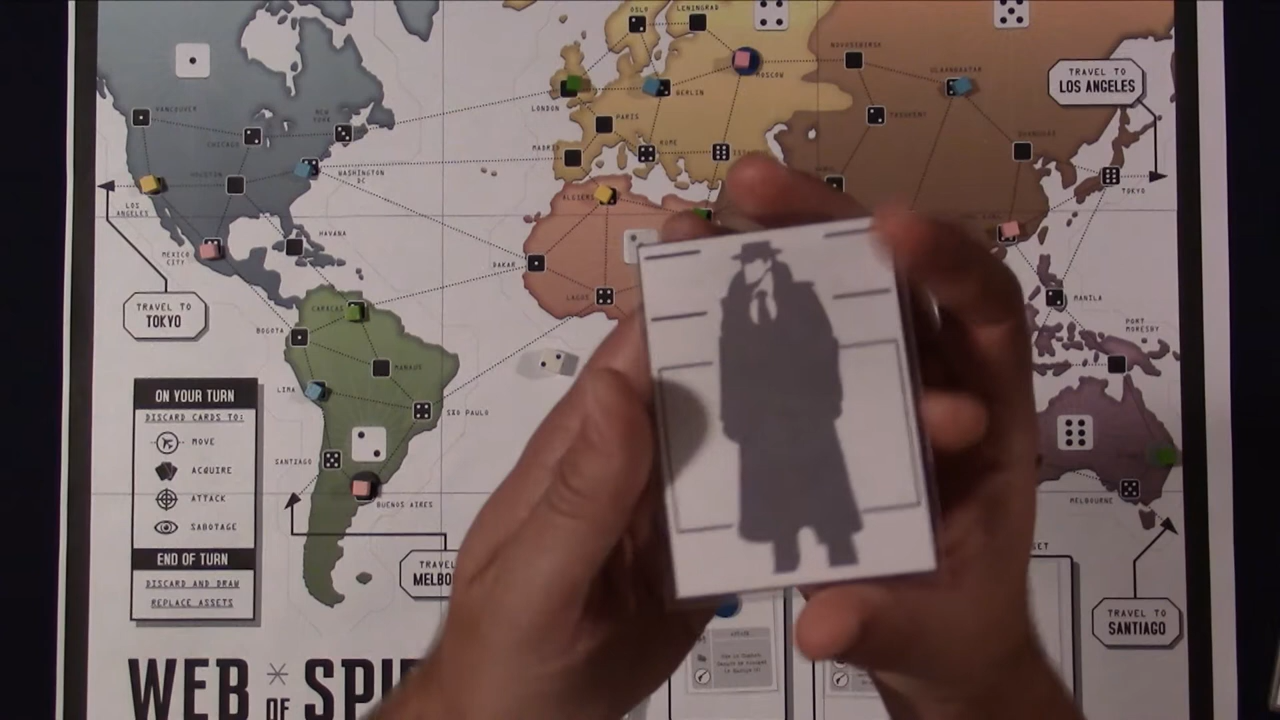 OSLO
LENINGRAD
VANCOUVER
NEW
YORK
CHICAGO
HOUSTON
WASHINGTON
DC
LOS
ANGELES
MEXICO
CITY
HAVANA
TRAVEL TO
TOKYO
LONDON
BERLIN
MOSCOW
PARIS
MADRID
ROME
NOVOSIBIRSK
ULAANBAATAR
TASHKENT
TRAVEL TO
LOS ANGELES
TOKYO
ALGIERS
DAKAR
LAGOS
MANILA
PORT
MORESBY
CARACAS
BOGOTA
MANAUS
LIMA
SÃO PAULO
SANTIAGO
BUENOS AIRES
MELBOURNE
ON YOUR TURN
DISCARD CARDS TO:
MOVE
ACQUIRE
ATTACK
SABOTAGE
END OF TURN
DISCARD AND DRAW
REPLACE ASSETS
TRAVEL TO
SANTIAGO
WEB OF